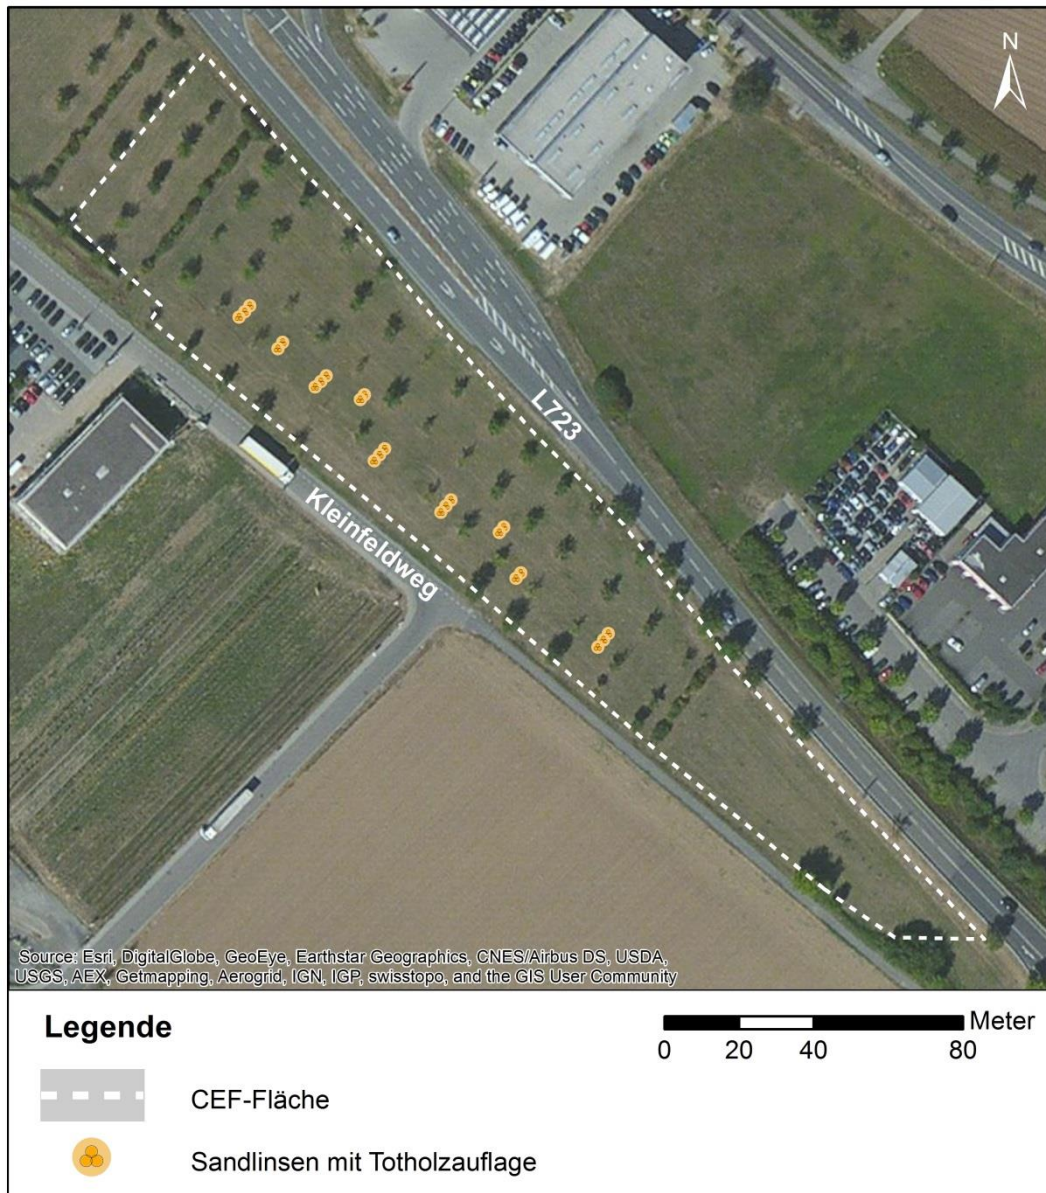 N
L723
Kleinfeldweg
Source: Esri, DigitalGlobe, GeoEye, Earthstar Geographics, CNES/Airbus DS, USDA,
USGS, AEX, Getmapping, Aerogrid, IGN, IGP, swisstopo, and the GIS User Community
Legende
Meter
0 20 40 80
CEF-Fläche
Sandlinsen mit Totholzauflage